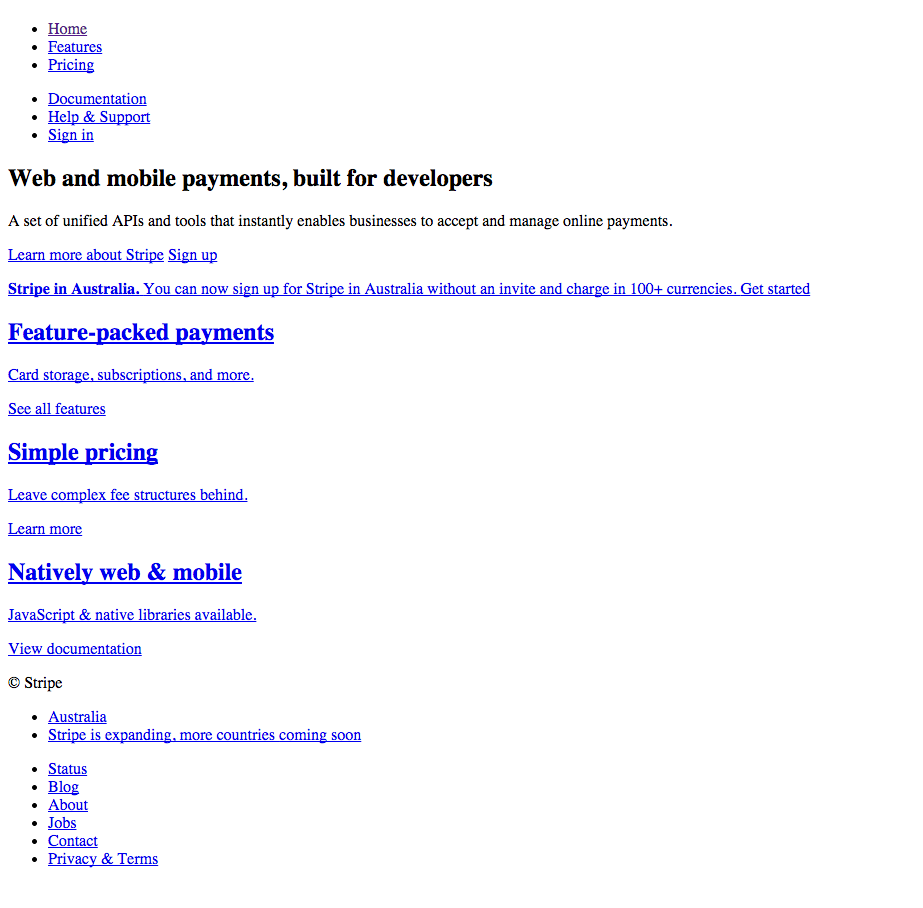 Home
Features
Pricing
Documentation
Help & Support
Sign in
Web and mobile payments, built for developers
A set of unified APIs and tools that instantly enables businesses to accept and manage online payments.
Learn more about Stripe Sign up
Stripe in Australia. You can now sign up for Stripe in Australia without an invite and charge in 100+ currencies. Get started
Feature-packed payments
Card storage, subscriptions, and more.
See all features
Simple pricing
Leave complex fee structures behind.
Learn more
Natively web & mobile
JavaScript & native libraries available.
View documentation
© Stripe
Australia
Stripe is expanding, more countries coming soon
Status
Blog
About
Jobs
Contact
Privacy & Terms